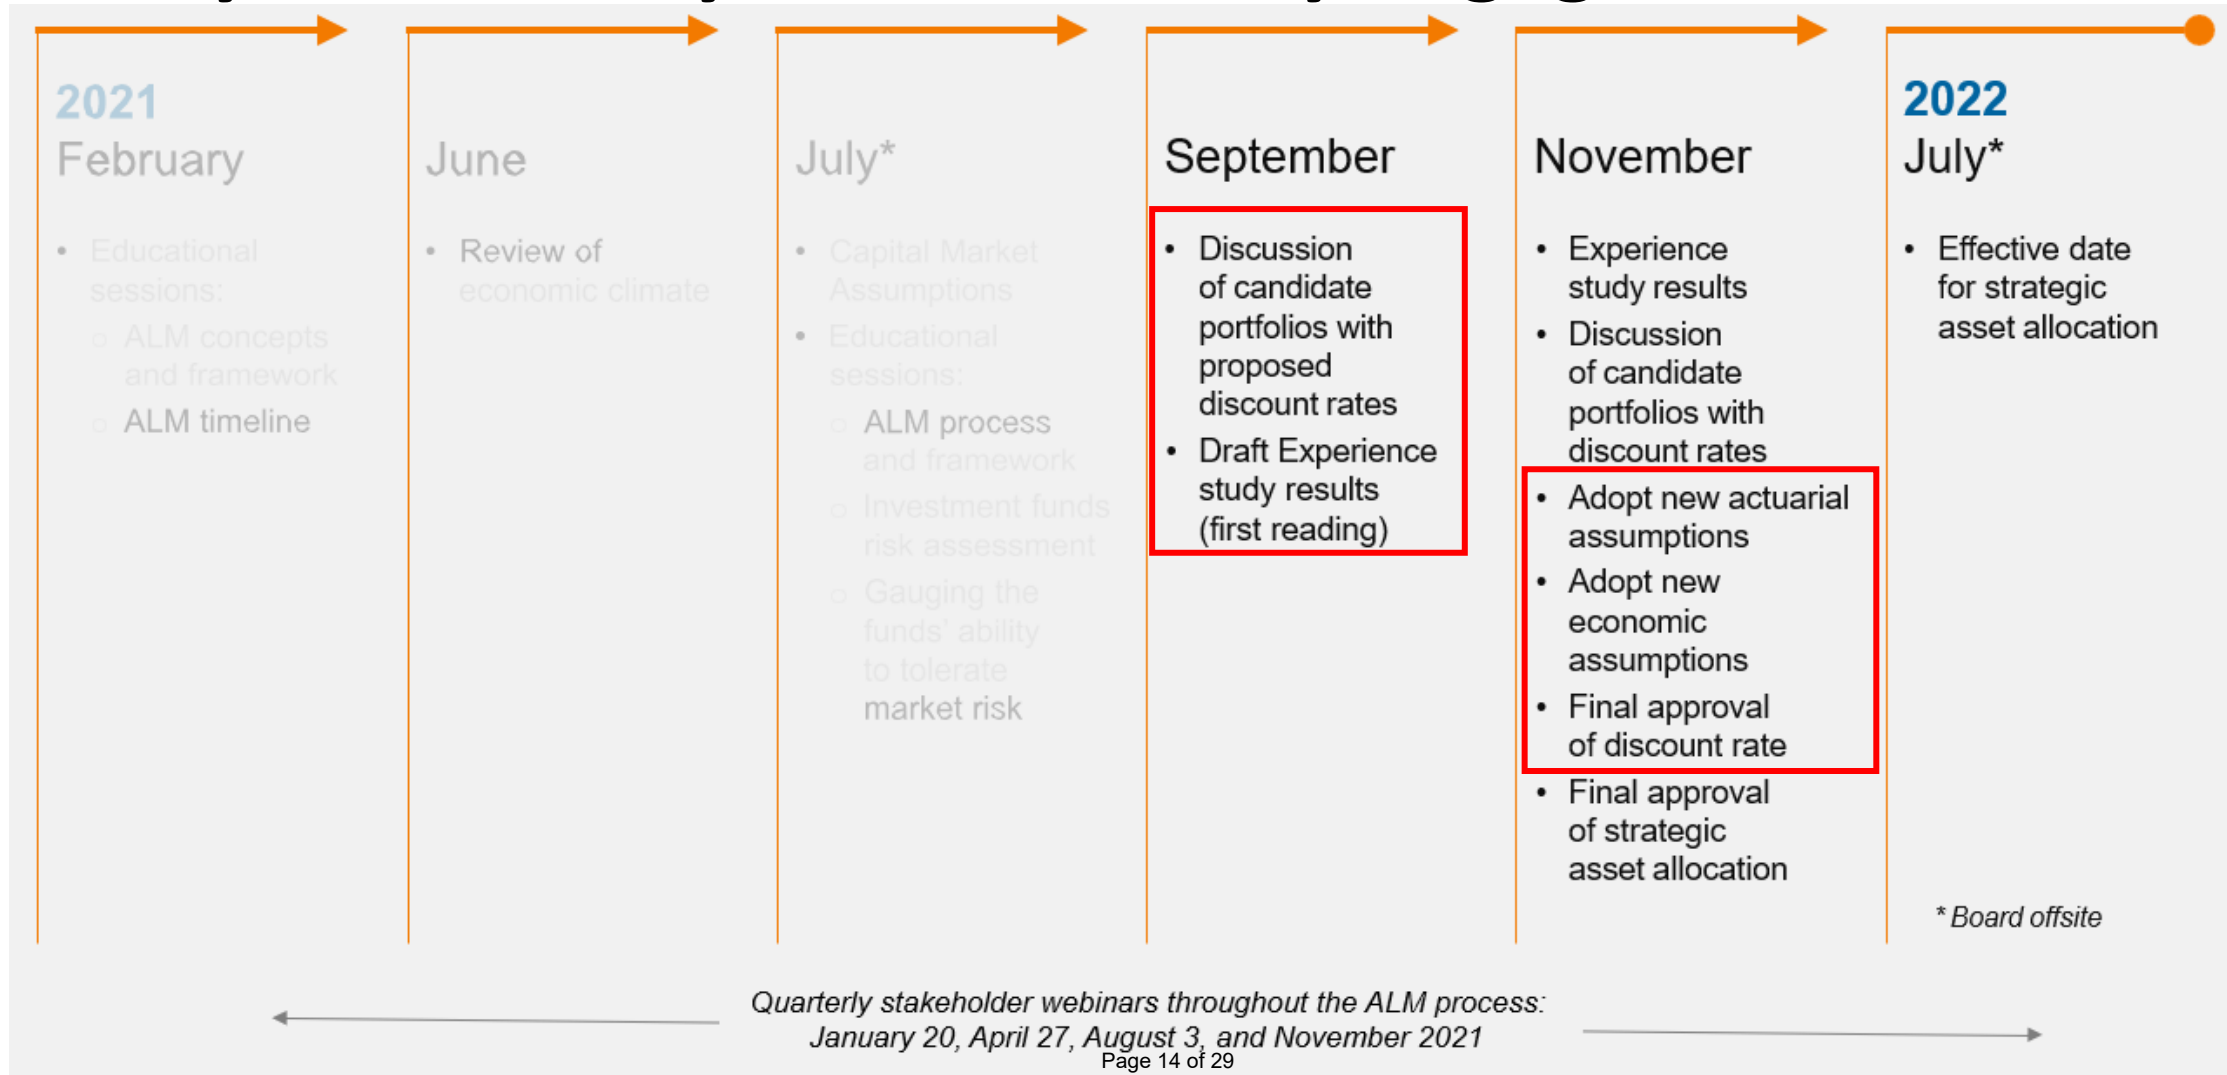 2021
February
• Educational
sessions:
o ALM concepts
and framework
o ALM timeline
June
• Review of
economic climate
July*
• Capital Market
Assumptions
• Educational
sessions:
o ALM process
and framework
o Investment funds
risk assessment
o Gauging the
funds' ability
to tolerate
market risk
September
• Discussion
of candidate
portfolios with
proposed
discount rates
• Draft Experience
study results
(first reading)
November
• Experience
study results
• Discussion
of candidate
portfolios with
discount rates
• Adopt new actuarial
assumptions
• Adopt new
economic
assumptions
• Final approval
of discount rate
• Final approval
of strategic
asset allocation
2022
July*
• Effective date
for strategic
asset allocation
* Board offsite
Quarterly stakeholder webinars throughout the ALM process:
January 20, April 27, August 3, and November 2021
Page 14 of 29